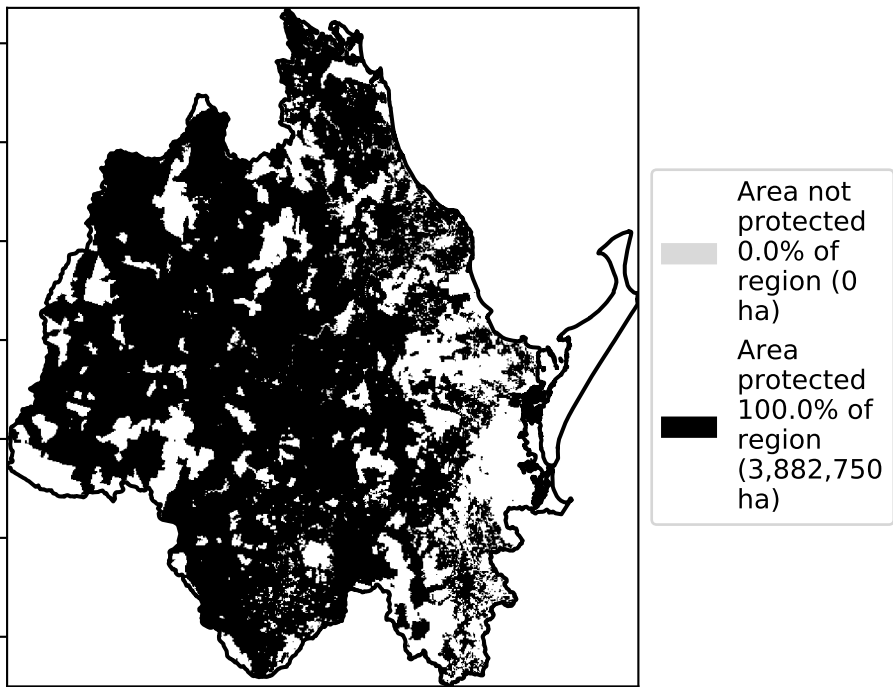 Area not
protected
0.0% of
region (0
ha)
Area
protected
100.0% of
region
(3,882,750
ha)